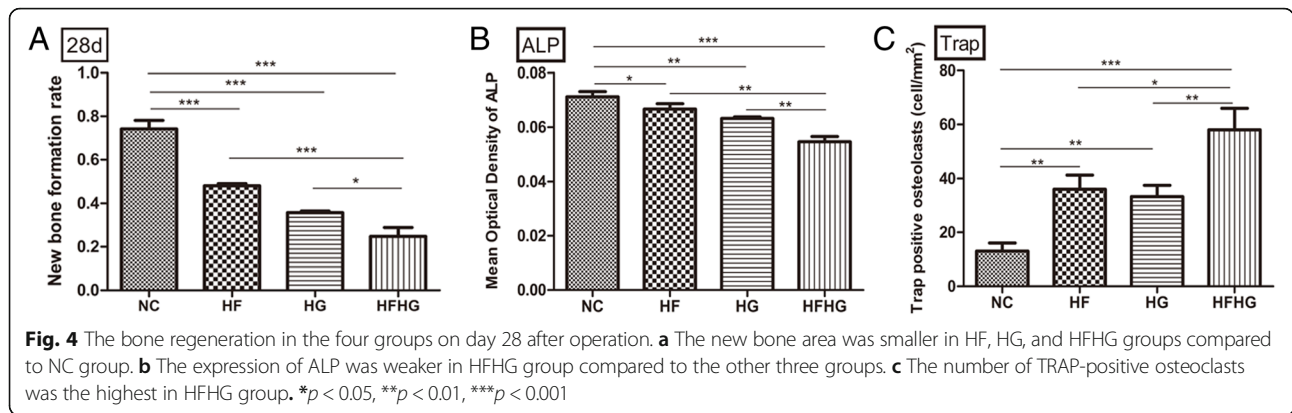 A 28d
New bone formation rate
1.0
0.8
0.6
0.4
0.2
0.0
***
***
***
***
*
NC HF HG HFHG
B ALP
Mean Optical Density of ALP
0.08
0.06
0.04
0.02
0.00
***
**
*
**
**
NC HF HG HFHG
C Trap
Trap positive osteolcasts (cell/mm²)
80
60
40
20
0
***
*
**
**
**
NC HF HG HFHG
Fig. 4 The bone regeneration in the four groups on day 28 after operation. a The new bone area was smaller in HF, HG, and HFHG groups compared
to NC group. b The expression of ALP was weaker in HFHG group compared to the other three groups. c The number of TRAP-positive osteoclasts
was the highest in HFHG group. *p < 0.05, **p < 0.01, ***p < 0.001